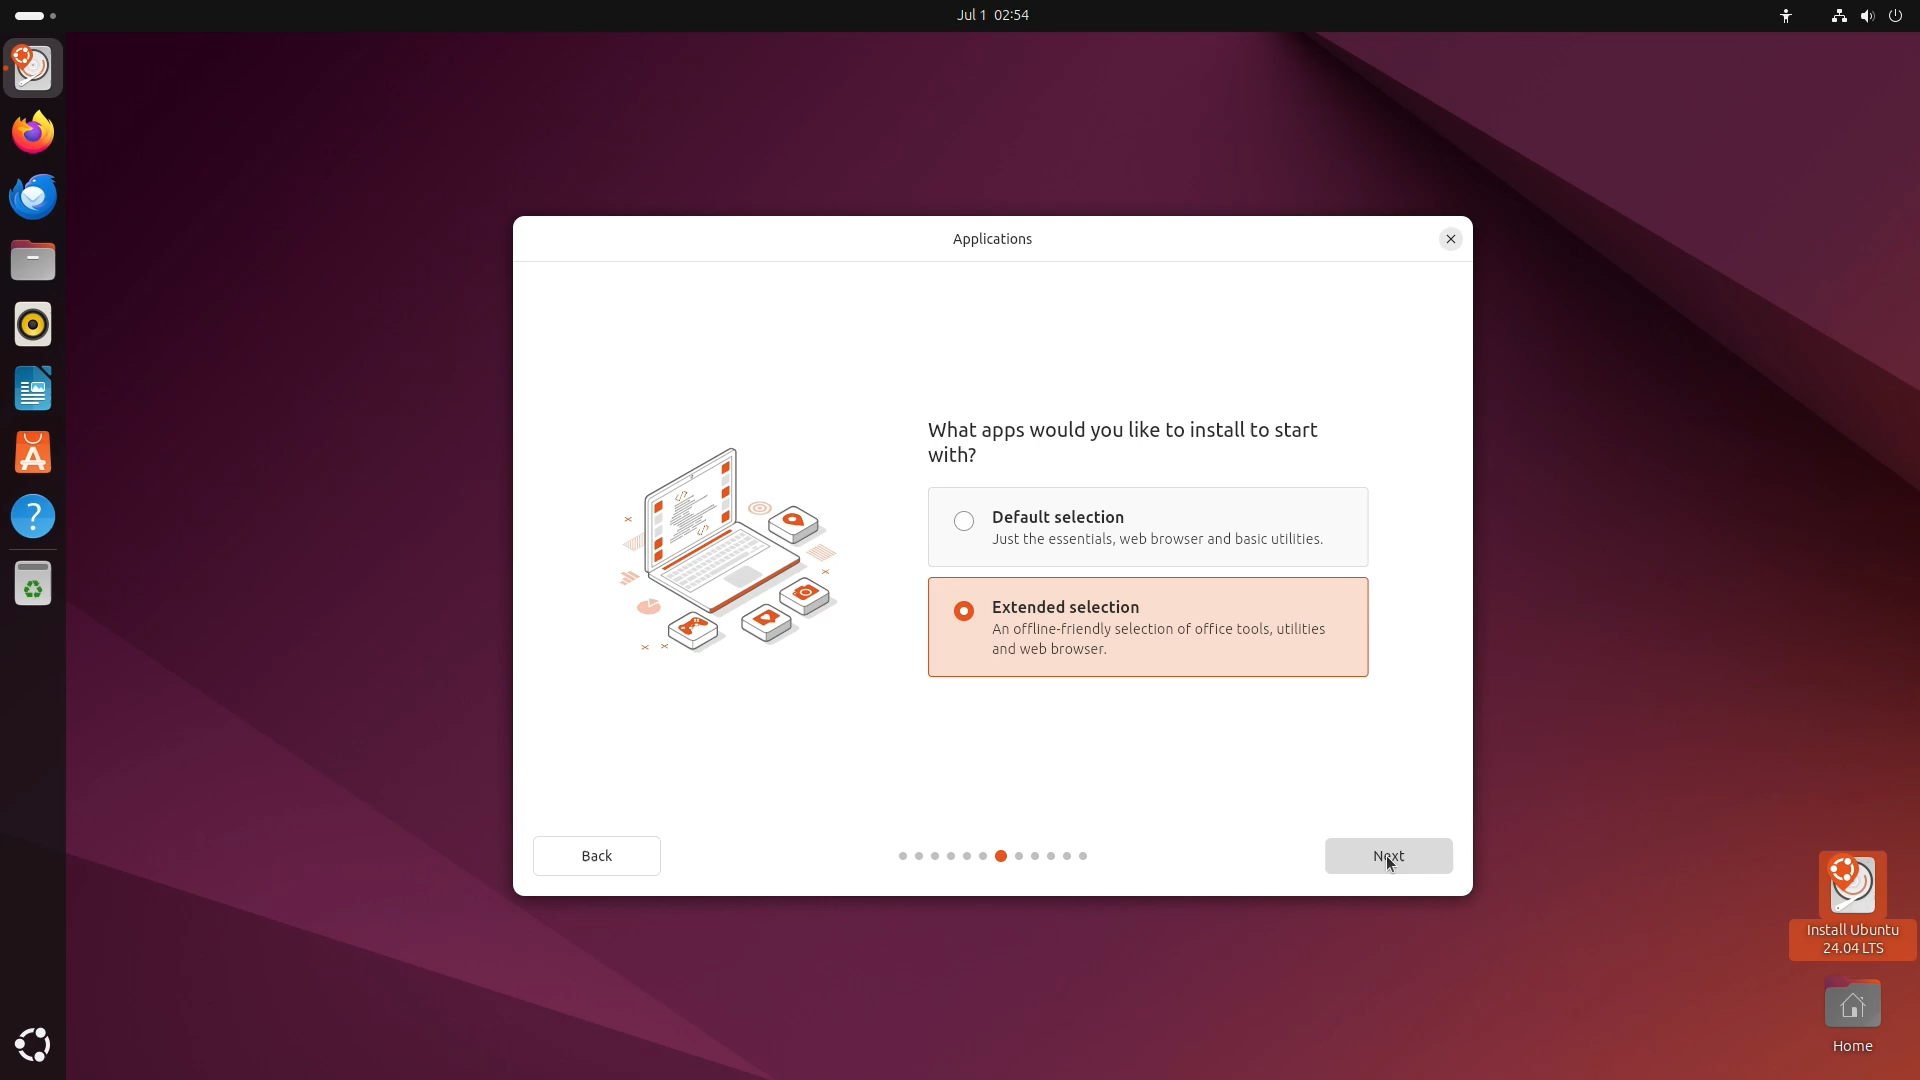 Jul 1 02:54
Applications
What apps would you like to install to start
with?
Default selection
Just the essentials, web browser and basic utilities.
Extended selection
An offline-friendly selection of office tools, utilities
and web browser.
Back
Next
Install Ubuntu
24.04 LTS
Home